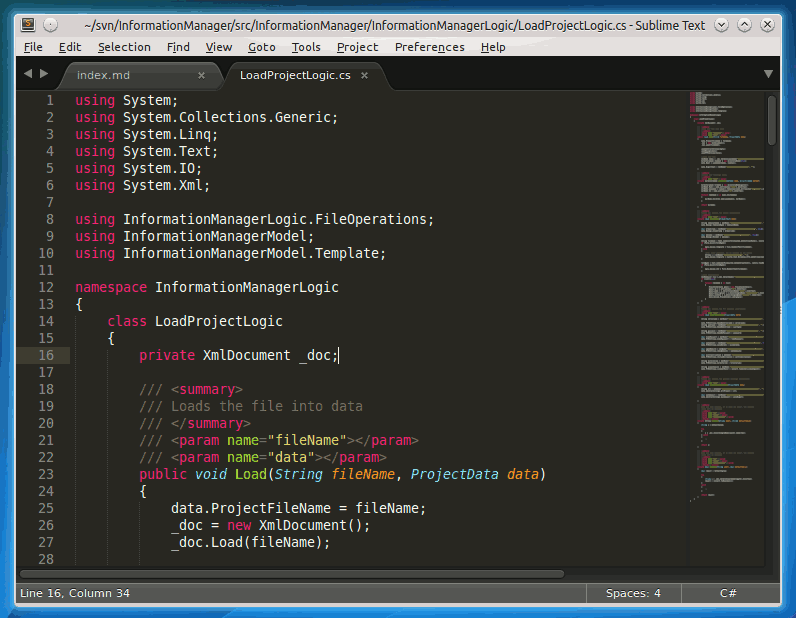 ~/svn/InformationManager/src/InformationManager/InformationManagerLogic/LoadProjectLogic.cs - Sublime Text
File Edit Selection Find View Goto Tools Project Preferences Help
index.md × LoadProjectLogic.cs ×
1 using System;
2 using System.Collections.Generic;
3 using System.Linq;
4 using System.Text;
5 using System.IO;
6 using System.Xml;
7
8 using InformationManagerLogic.FileOperations;
9 using InformationManagerModel;
10 using InformationManagerModel.Template;
11
12 namespace InformationManagerLogic
13 {
14 class LoadProjectLogic
15 {
16 private XmlDocument _doc;
17
18 /// <summary>
19 /// Loads the file into data
20 /// </summary>
21 /// <param name="fileName"></param>
22 /// <param name="data"></param>
23 public void Load(String fileName, ProjectData data)
24 {
25 data.ProjectFileName = fileName;
26 _doc = new XmlDocument();
27 _doc.Load(fileName);
28
Line 16, Column 34 Spaces: 4 C#